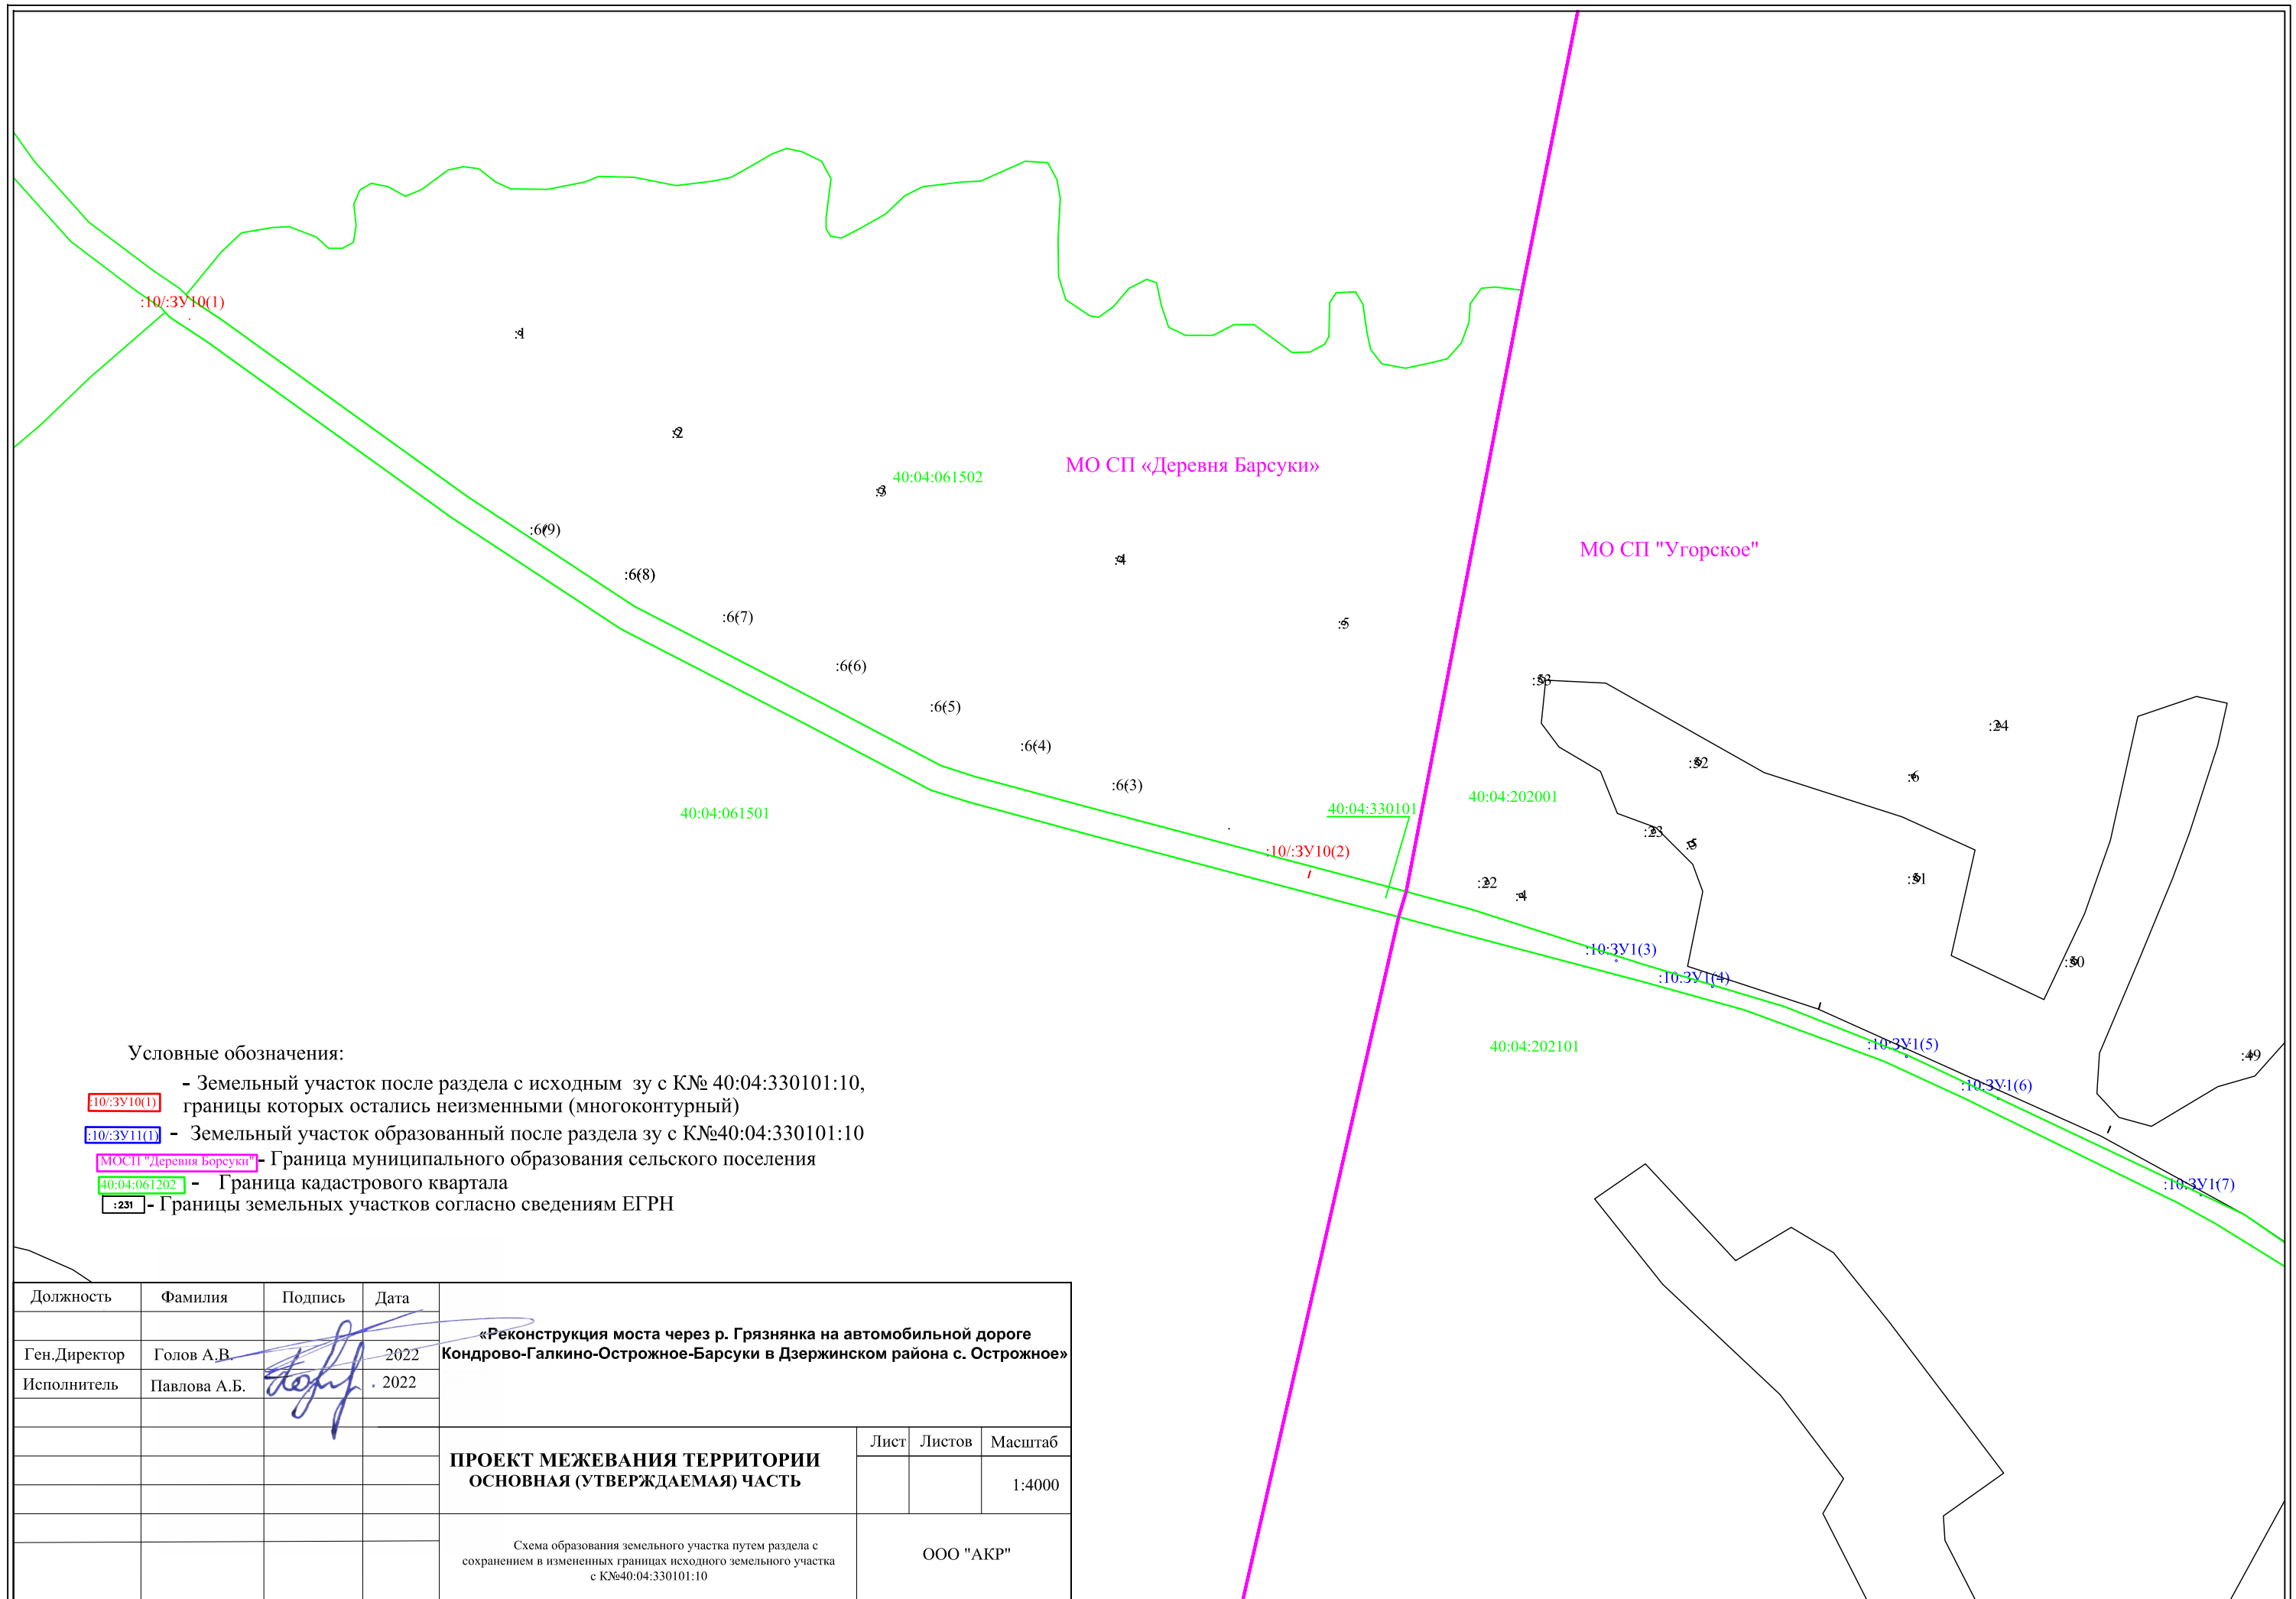 :10/:ЗУ10(1)
:1
:2
40:04:061502
:3
МО СП «Деревня Барсуки»
:6(9)
:4
МО СП "Угорское"
:6(8)
:6(7)
:5
:6(6)
:53
:6(5)
:24
:6(4)
:52
:6
:6(3)
40:04:202001
40:04:330101
40:04:061501
:23
:5
:10/:ЗУ10(2)
:51
:22
:4
:10:ЗУ1(3)
:50
:10:ЗУ1(4)
:10:ЗУ1(5)
40:04:202101
:49
:10:ЗУ1(6)
:10:ЗУ1(7)
Условные обозначения:
- Земельный участок после раздела с исходным зу с К№ 40:04:330101:10,
:10/:ЗУ10(1) границы которых остались неизменными (многоконтурный)
:10/:ЗУ11(1) - Земельный участок образованный после раздела зу с К№40:04:330101:10
МОСП "Деревня Борсуки" - Граница муниципального образования сельского поселения
40:04:061202 - Граница кадастрового квартала
:231 - Границы земельных участков согласно сведениям ЕГРН
Должность Фамилия Подпись Дата
Ген.Директор Голов А.В. 2022
Исполнитель Павлова А.Б. 2022
«Реконструкция моста через р. Грязнянка на автомобильной дороге
Кондрово-Галкино-Острожное-Барсуки в Дзержинском района с. Острожное»
ПРОЕКТ МЕЖЕВАНИЯ ТЕРРИТОРИИ
ОСНОВНАЯ (УТВЕРЖДАЕМАЯ) ЧАСТЬ
Лист Листов Масштаб
1:4000
Схема образования земельного участка путем раздела с
сохранением в измененных границах исходного земельного участка
с К№40:04:330101:10
ООО "АКР"